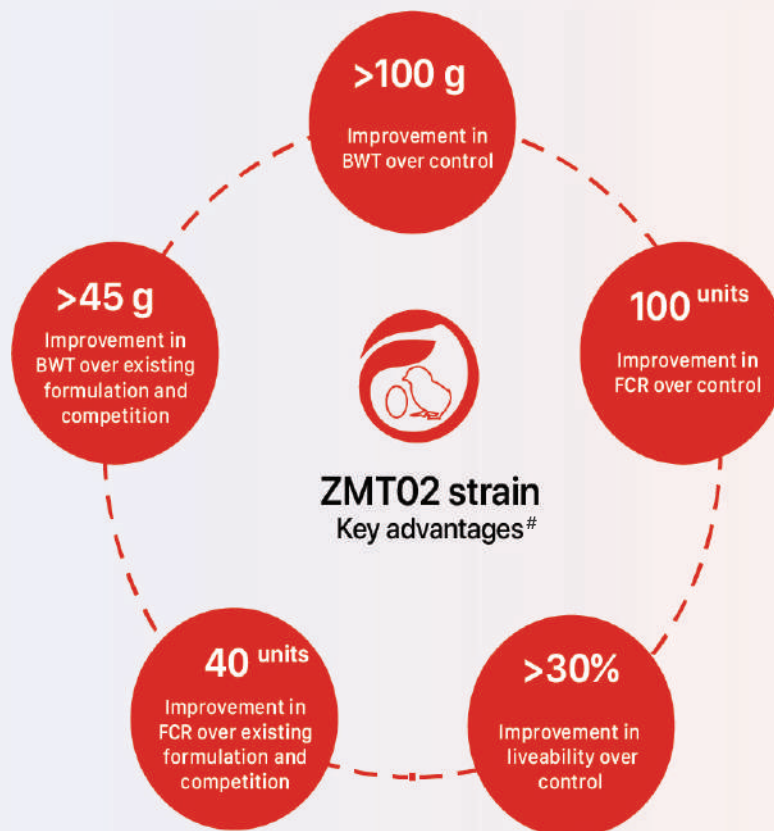 >100 g
Improvement in
BWT over control
>45 g
Improvement in
BWT over existing
formulation and
competition
100 units
Improvement in
FCR over control
ZMT02 strain
Key advantages#
40 units
Improvement in
FCR over existing
formulation and
competition
>30%
Improvement in
liveability over
control